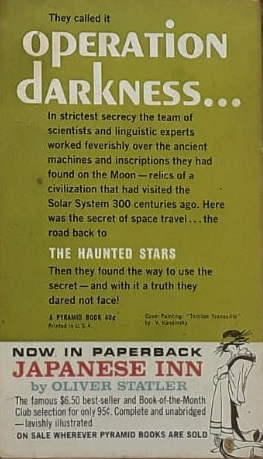 They called it
OPERATION
DARKNESS...
In strictest secrecy the team of
scientists and linguistic experts
worked feverishly over the ancient
machines and inscriptions they had
found on the Moon — relics of a
civilization that had visited the
Solar System 300 centuries ago. Here
was the secret of space travel... the
road back to
THE HAUNTED STARS
Then they found the way to use the
secret — and with it a truth they
dared not face!
A PYRAMID BOOK 40¢
Printed in U.S.A.
Cover Painting: "Tension Tranquille"
by V. Kandinsky
NOW IN PAPERBACK
JAPANESE INN
by OLIVER STATLER
The famous $6.50 best-seller and Book-of-the-Month
Club selection for only 95¢. Complete and unabridged
— lavishly illustrated
ON SALE WHEREVER PYRAMID BOOKS ARE SOLD